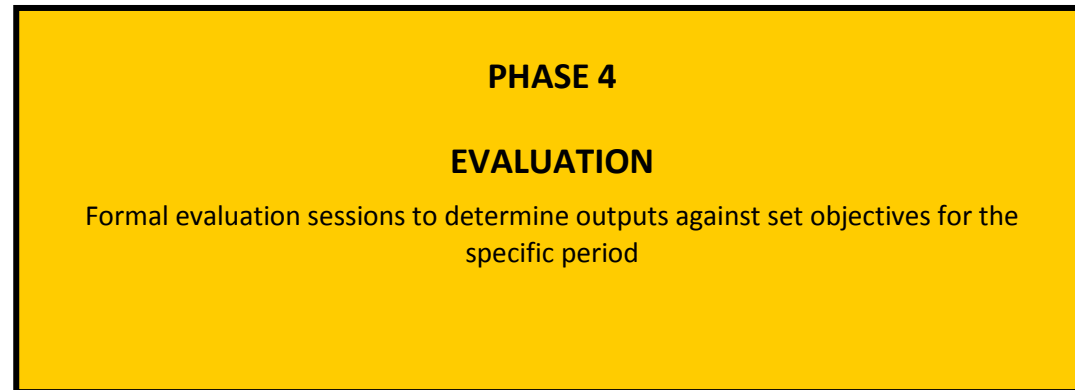 PHASE 4
EVALUATION
Formal evaluation sessions to determine outputs against set objectives for the
specific period